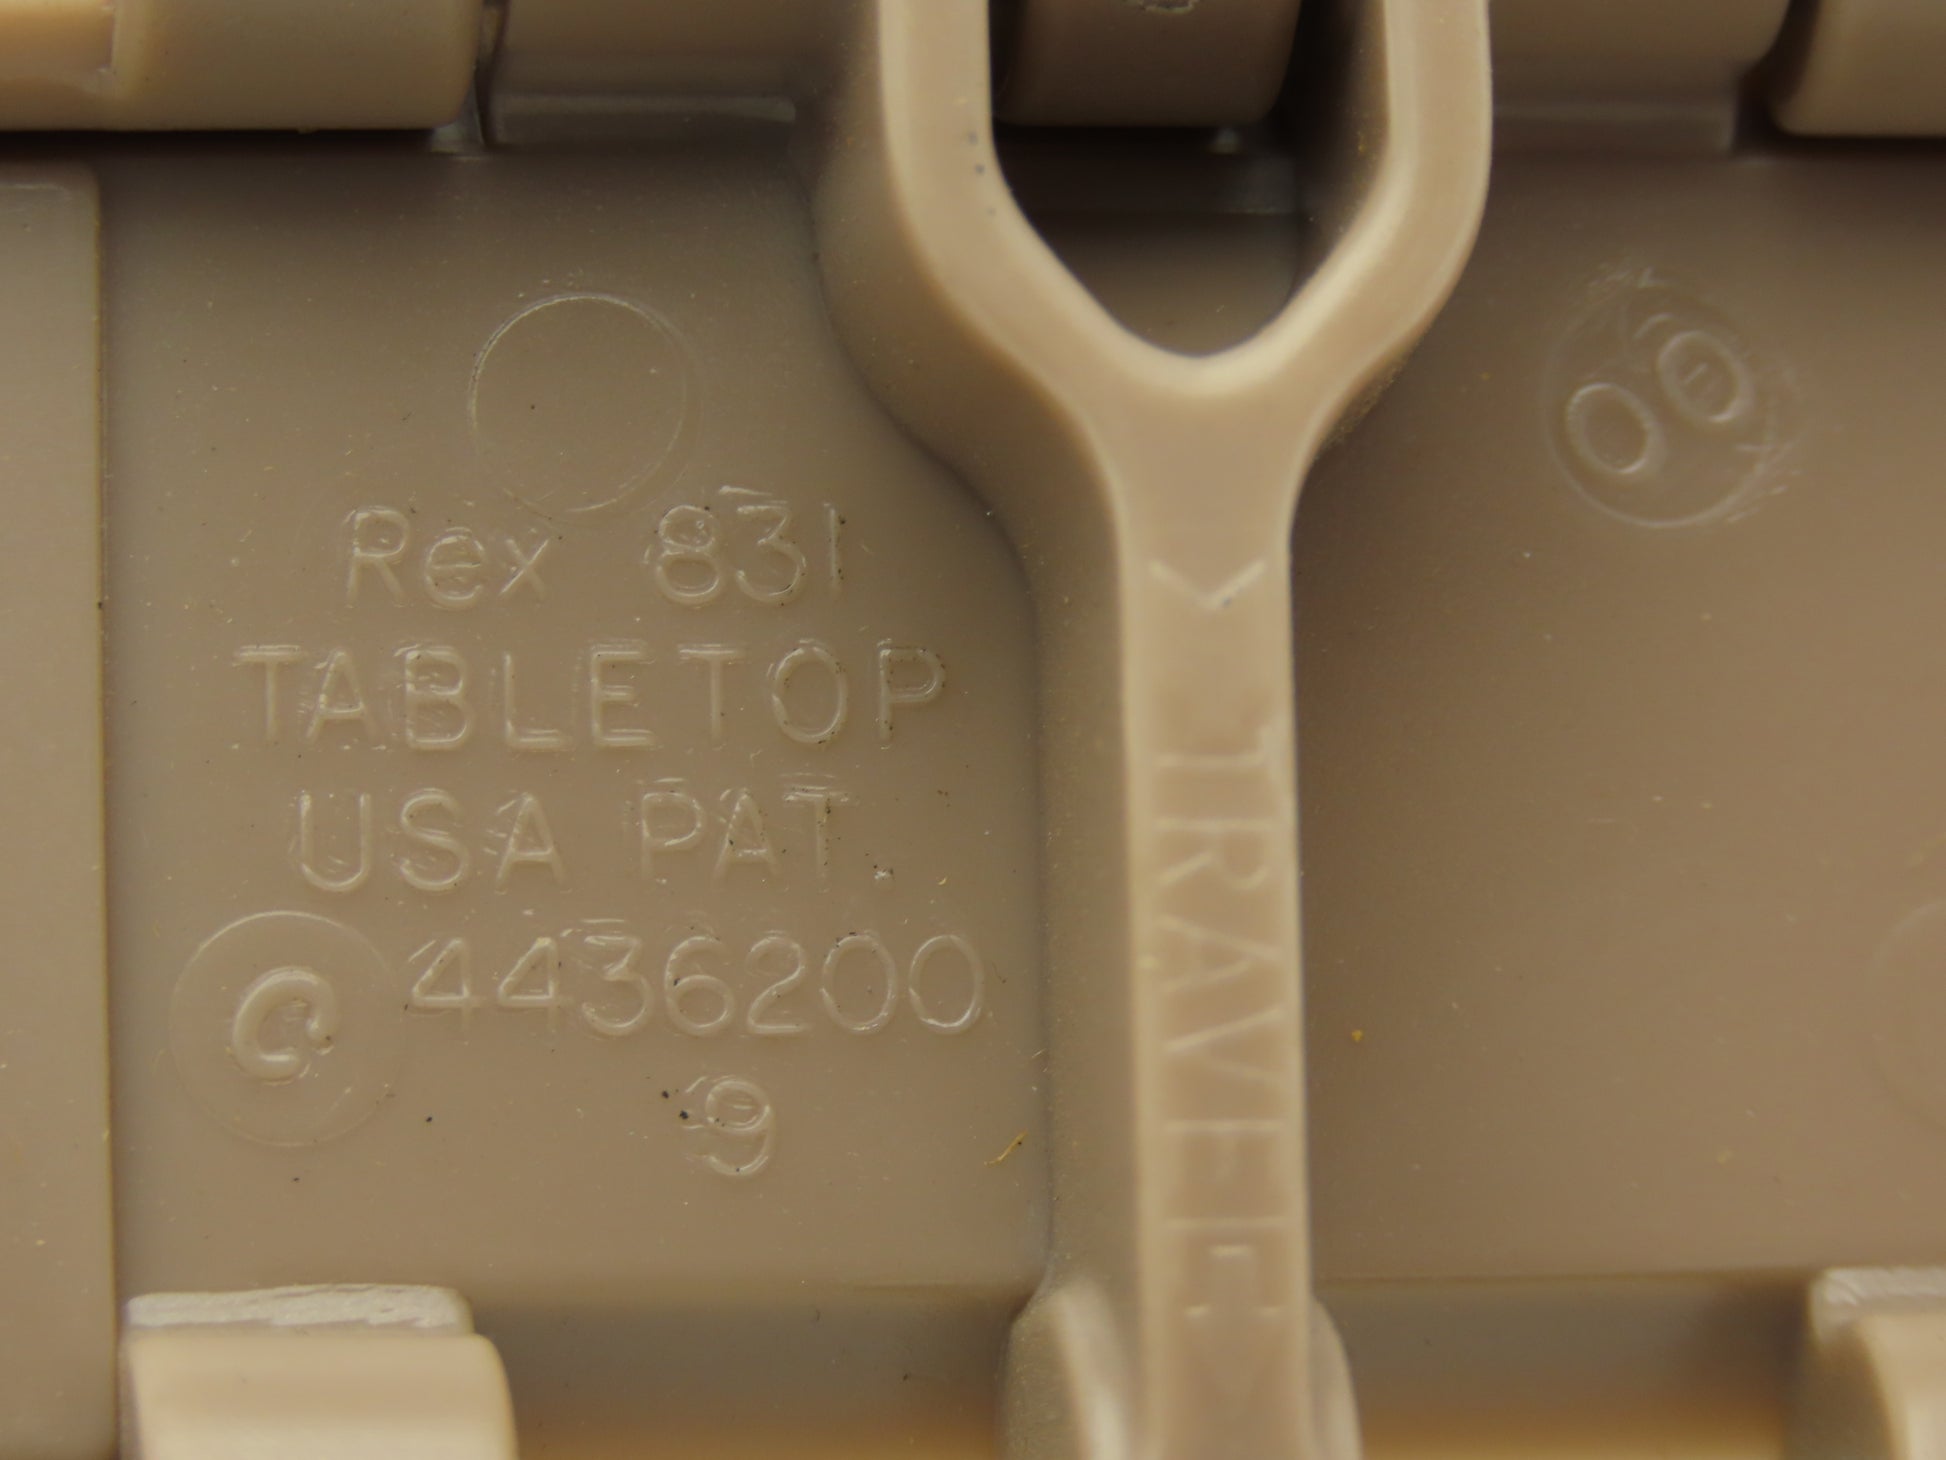 Rex 831
TABLETOP
USA PAT.
4436200
C
9
00
TRAVEL